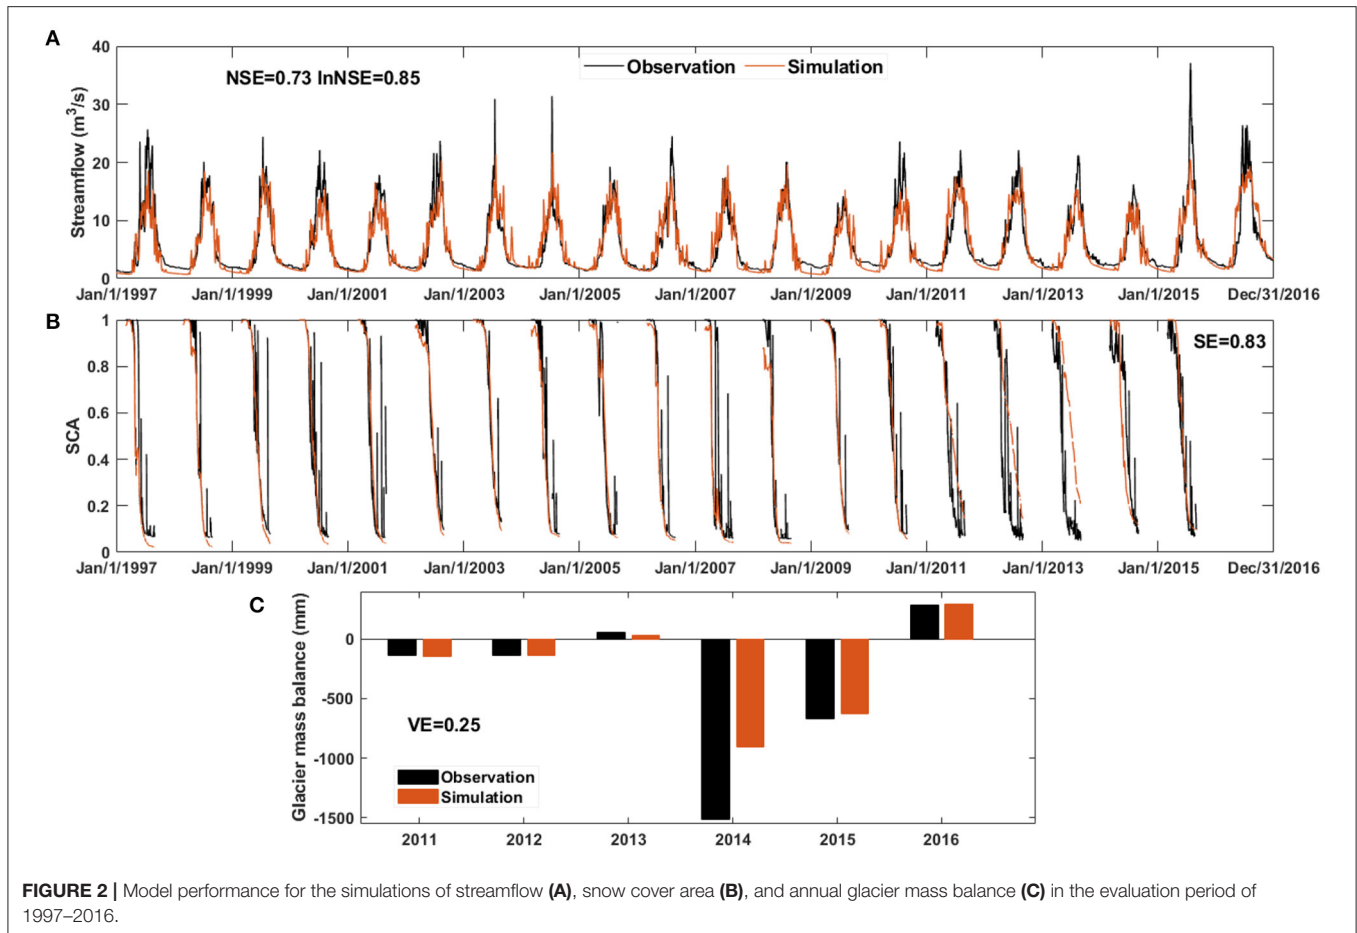 A
40
30
20
10
0
Streamflow (m³/s)
NSE=0.73 lnNSE=0.85
Observation
Simulation
Jan/1/1997 Jan/1/1999 Jan/1/2001 Jan/1/2003 Jan/1/2005 Jan/1/2007 Jan/1/2009 Jan/1/2011 Jan/1/2013 Jan/1/2015 Dec/31/2016
B
1
0.8
0.6
0.4
0.2
0
SCA
SE=0.83
Jan/1/1997 Jan/1/1999 Jan/1/2001 Jan/1/2003 Jan/1/2005 Jan/1/2007 Jan/1/2009 Jan/1/2011 Jan/1/2013 Jan/1/2015 Dec/31/2016
C
Glacier mass balance (mm)
0
-500
-1000
-1500
VE=0.25
Observation
Simulation
2011 2012 2013 2014 2015 2016
FIGURE 2 | Model performance for the simulations of streamflow (A), snow cover area (B), and annual glacier mass balance (C) in the evaluation period of
1997–2016.